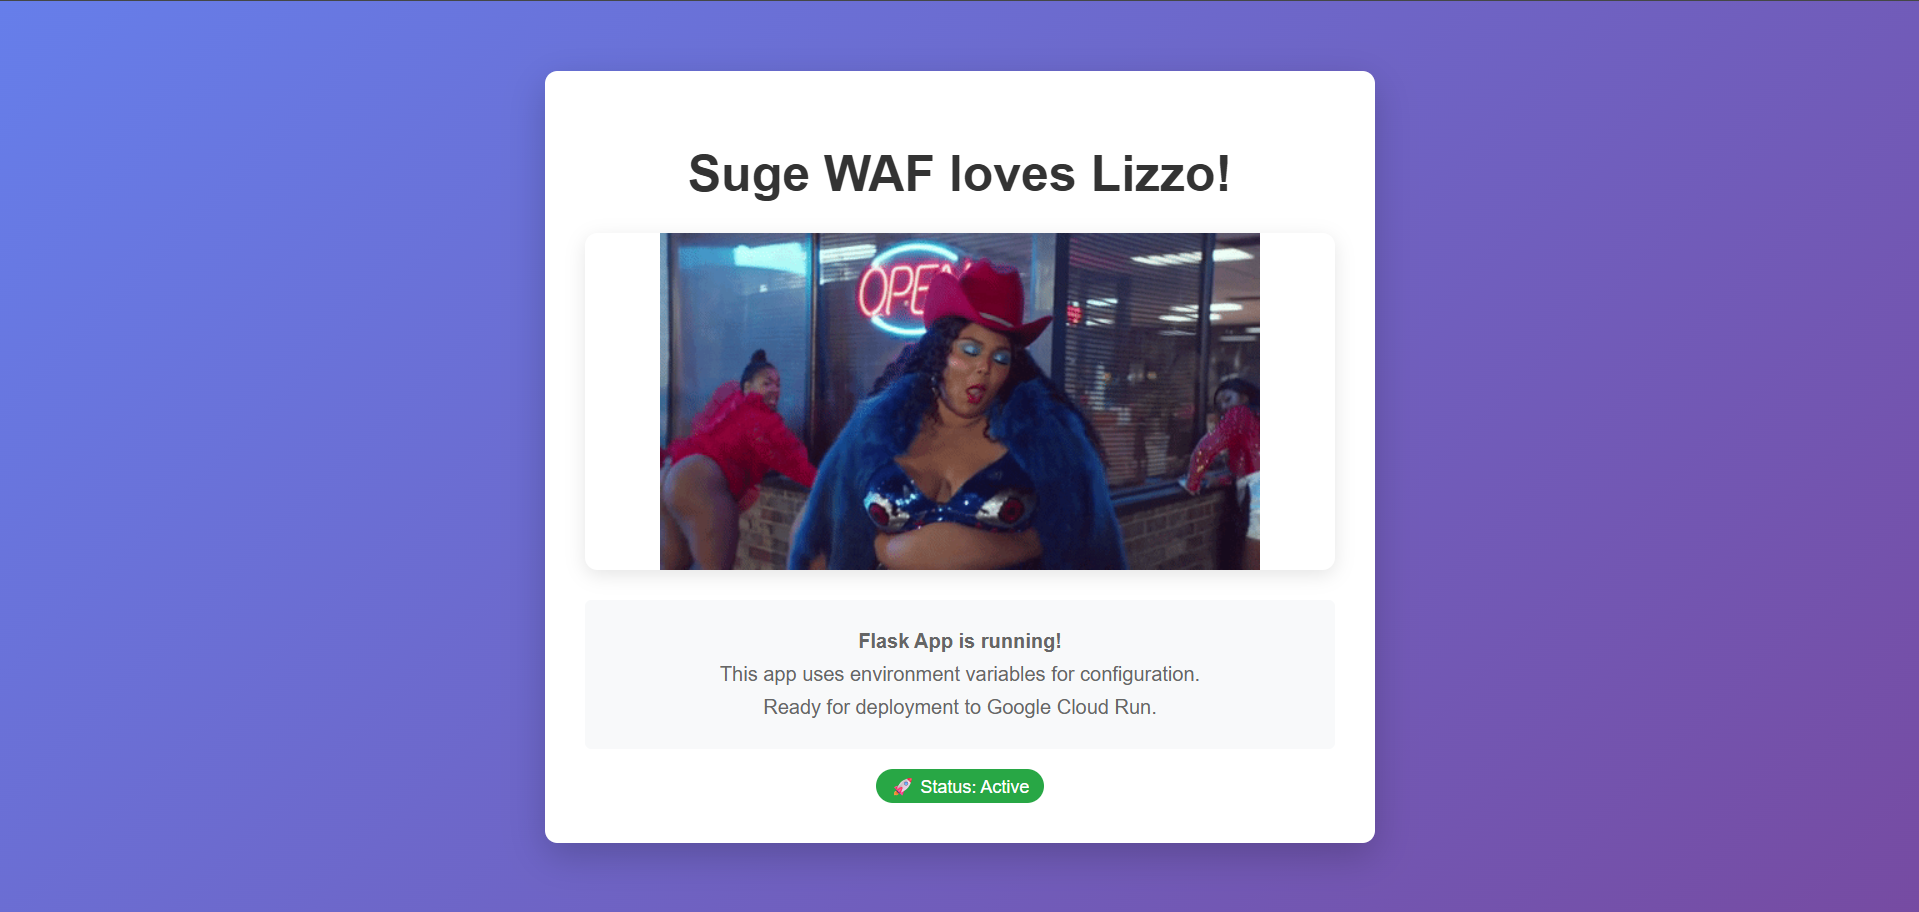 Suge WAF loves Lizzo!
OPEN
Flask App is running!
This app uses environment variables for configuration.
Ready for deployment to Google Cloud Run.
🚀 Status: Active